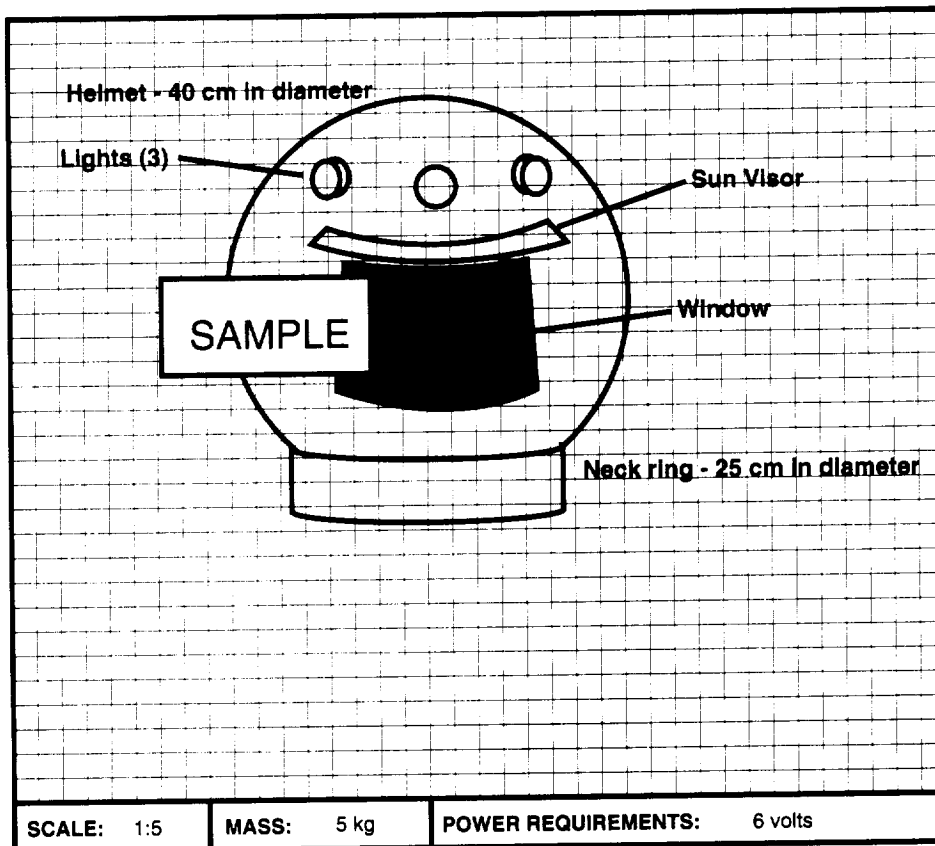 Helmet - 40 cm in diameter
Lights (3)
Sun Visor
SAMPLE
Window
Neck ring - 25 cm in diameter
SCALE: 1:5 MASS: 5 kg POWER REQUIREMENTS: 6 volts